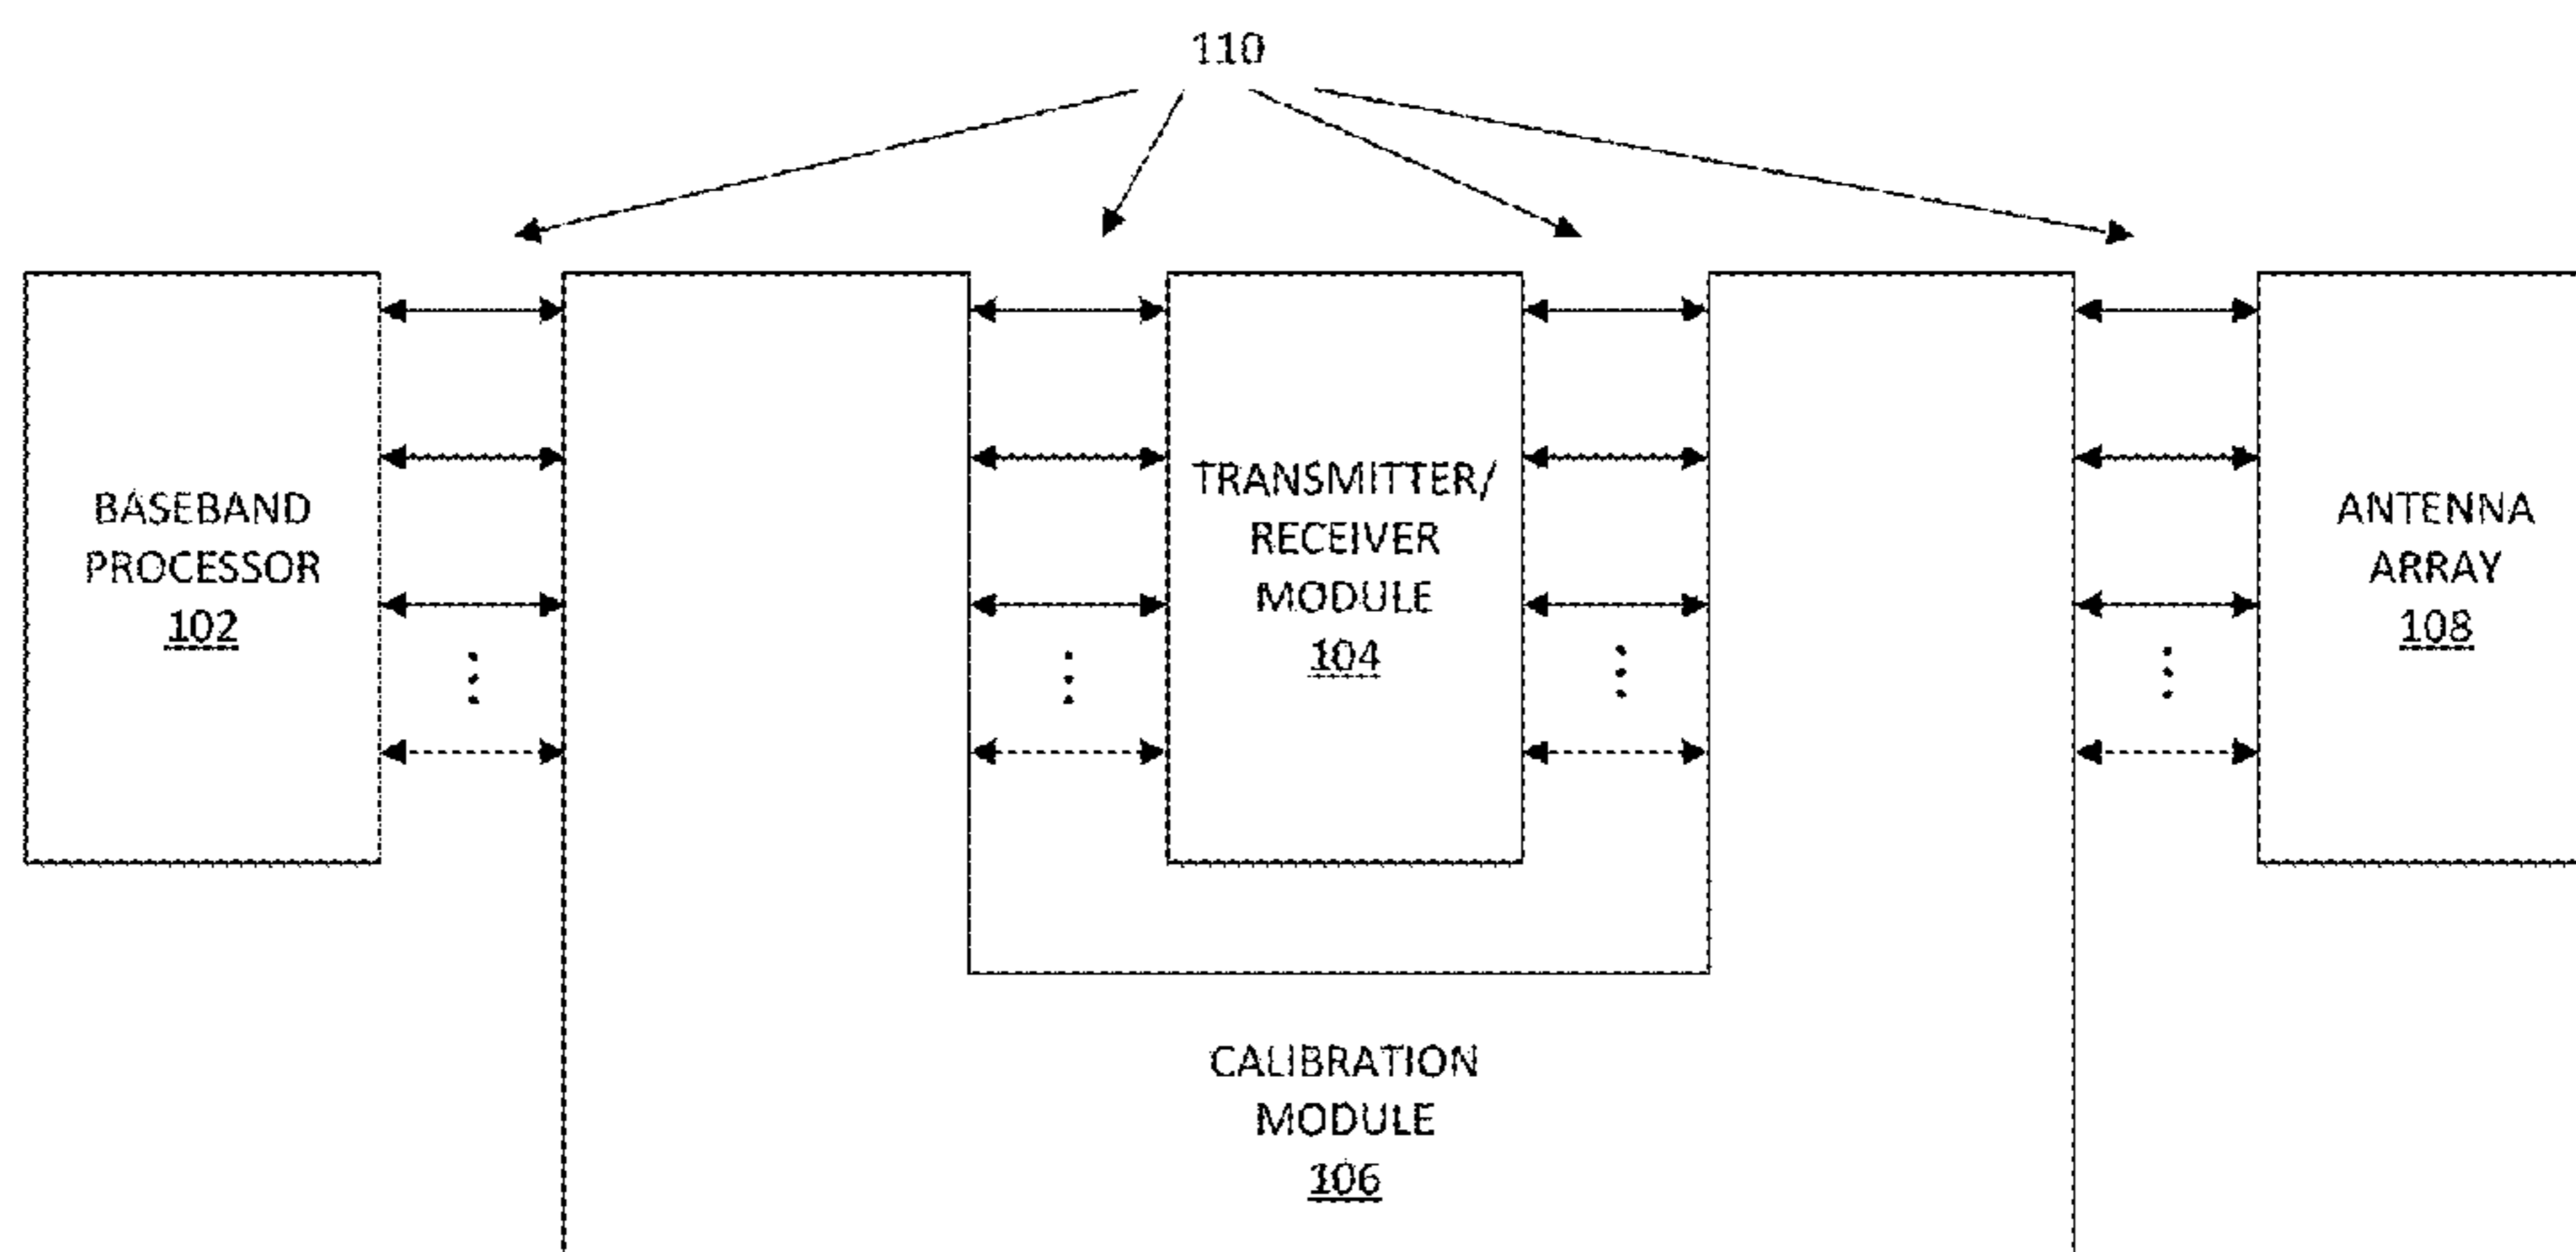 110
BASEBAND
PROCESSOR
102
TRANSMITTER/
RECEIVER
MODULE
104
ANTENNA
ARRAY
108
CALIBRATION
MODULE
106